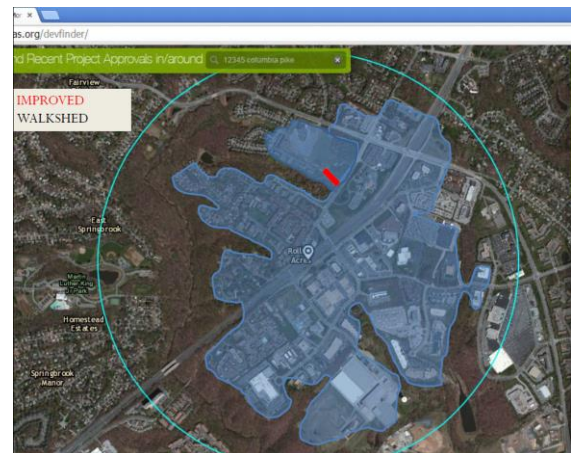 as.org/devfinder/
nd Recent Project Approvals in/around
12345 columbia pike
Fairview
IMPROVED
WALKSHED
East
Springbrook
Roll
Acres
Martin
Luther King
Jr. Park
Homestead
Estates
Springbrook
Manor